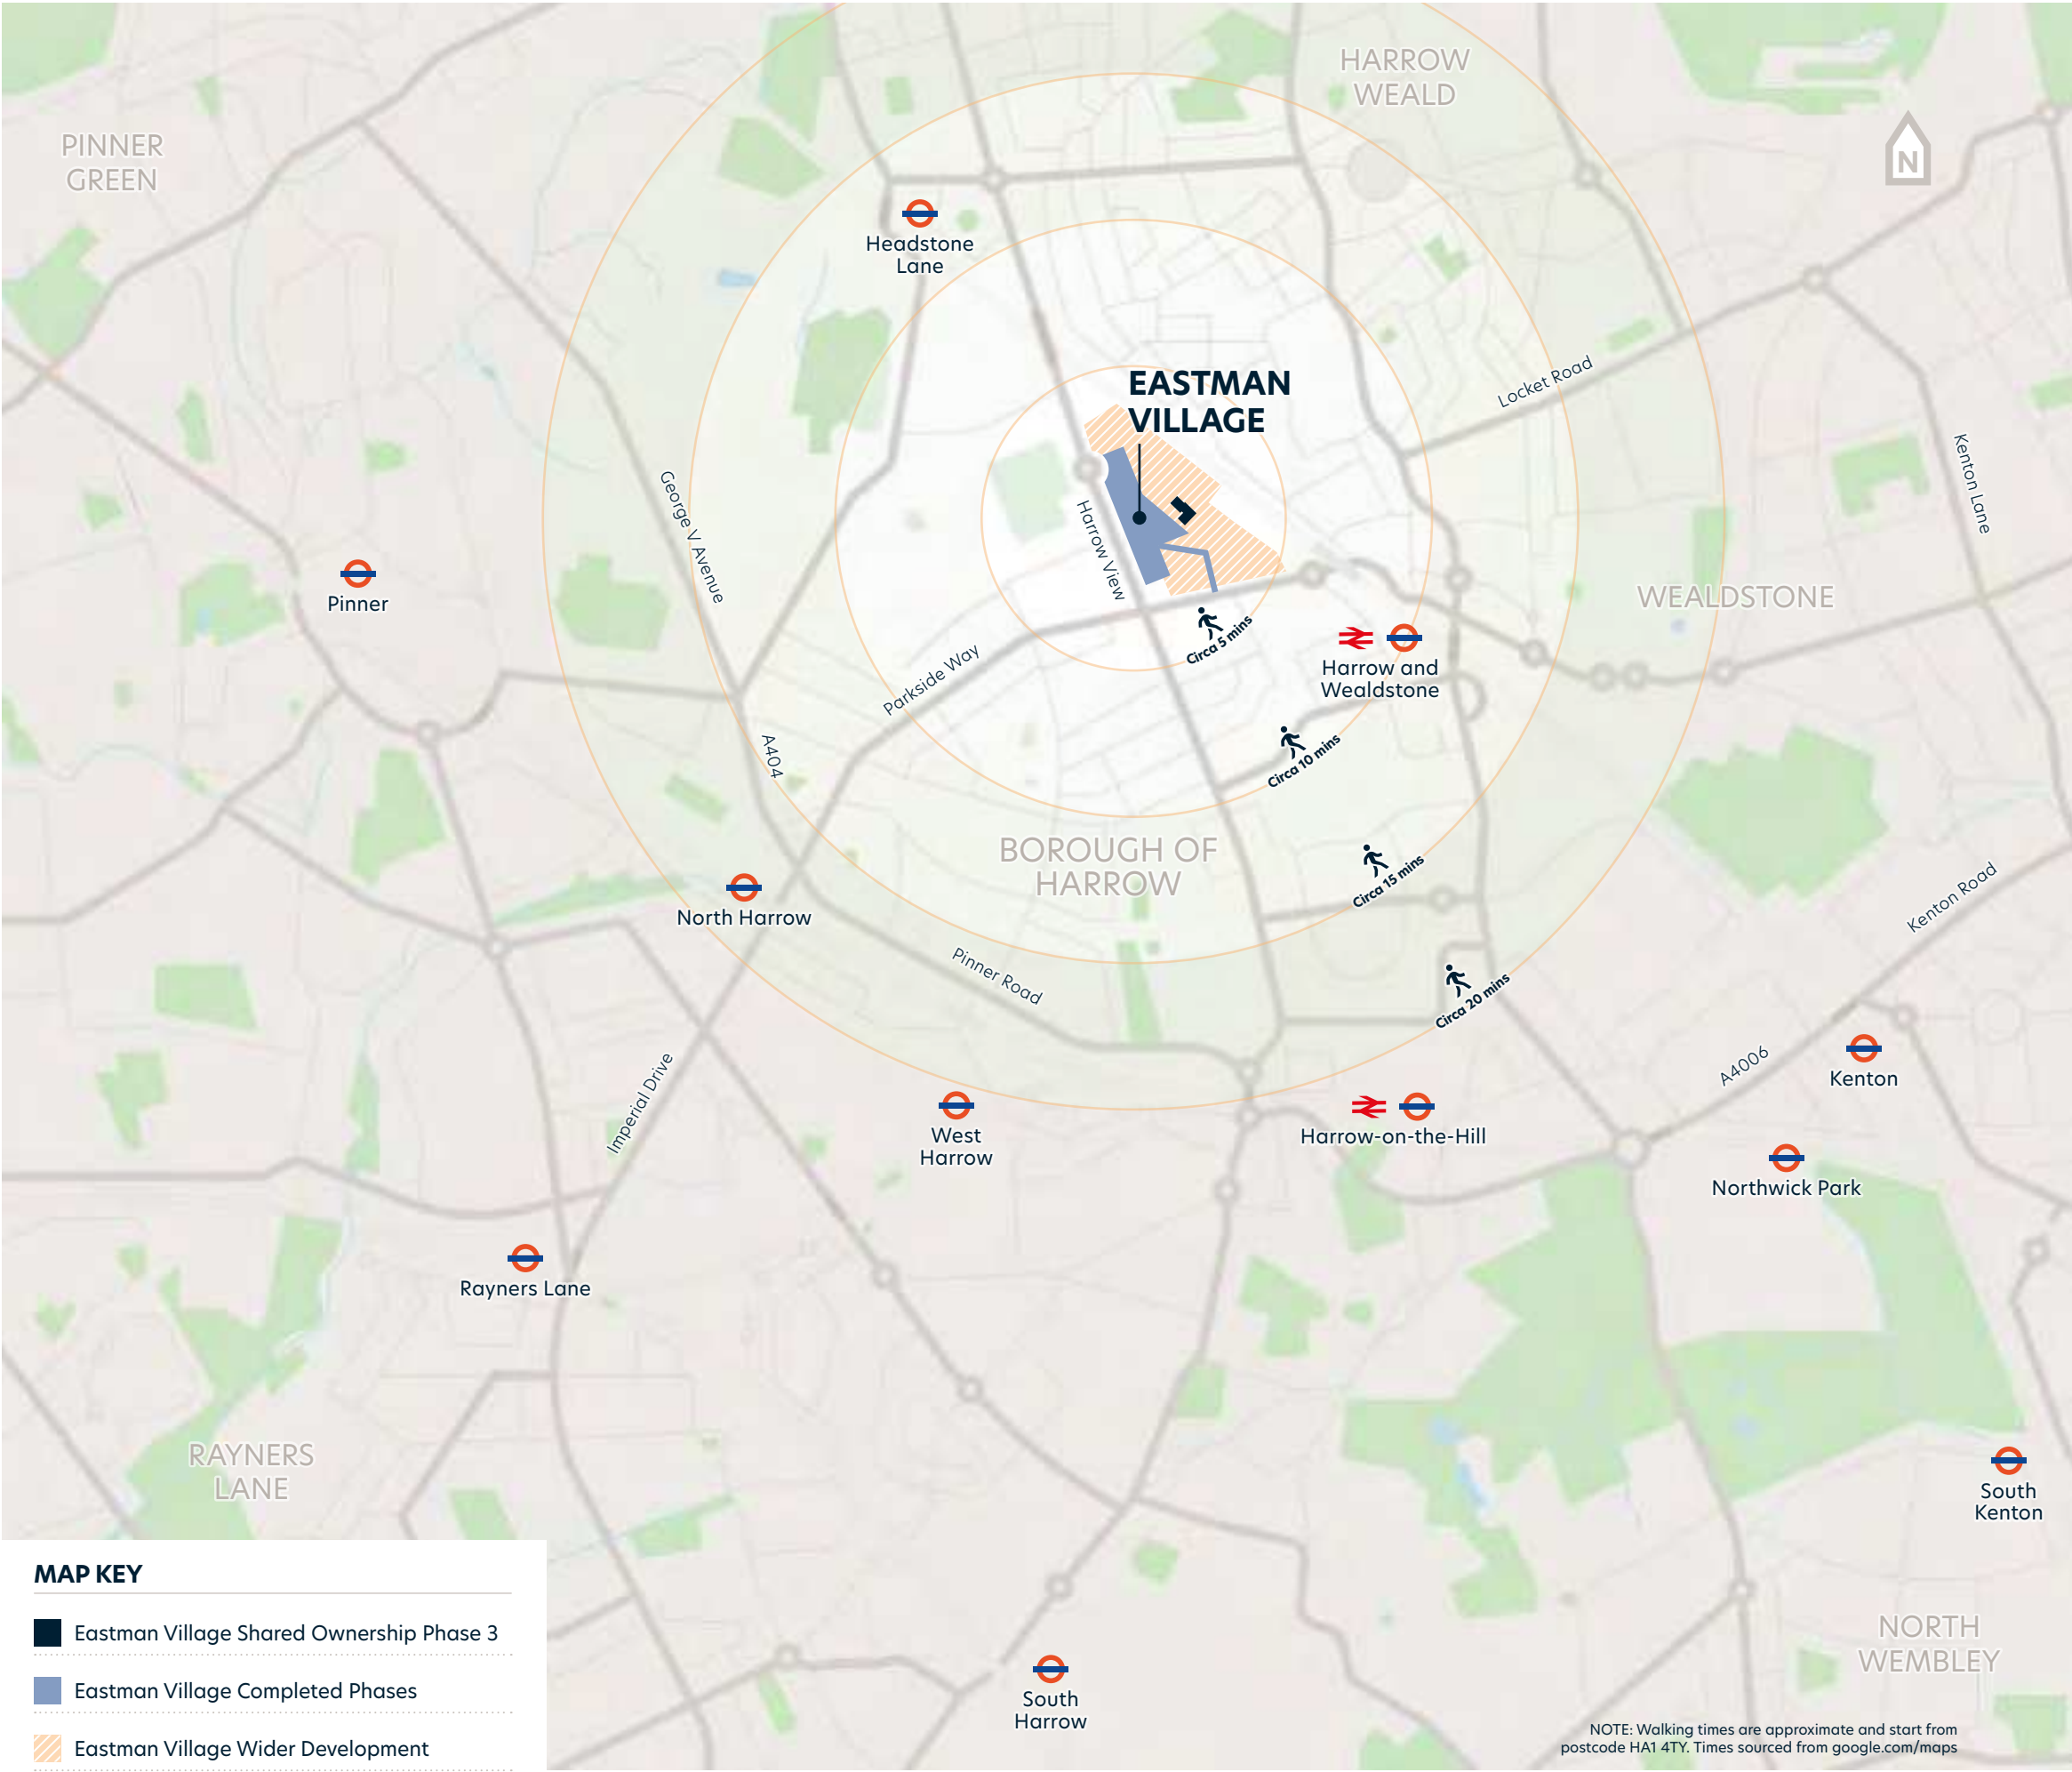 HARROW
WEALD
PINNER
GREEN
N
Headstone
Lane
EASTMAN
VILLAGE
Locket Road
Kenton Lane
George V Avenue
Harrow View
Pinner
WEALDSTONE
Circa 5 mins
Harrow and
Wealdstone
Parkside Way
A404
Circa 10 mins
BOROUGH OF
HARROW
Circa 15 mins
Kenton Road
North Harrow
Pinner Road
Circa 20 mins
Imperial Drive
A4006
Kenton
West
Harrow
Harrow-on-the-Hill
Northwick Park
Rayners Lane
RAYNERS
LANE
South
Kenton
MAP KEY
Eastman Village Shared Ownership Phase 3
Eastman Village Completed Phases
Eastman Village Wider Development
South
Harrow
NORTH
WEMBLEY
NOTE: Walking times are approximate and start from
postcode HA1 4TY. Times sourced from google.com/maps